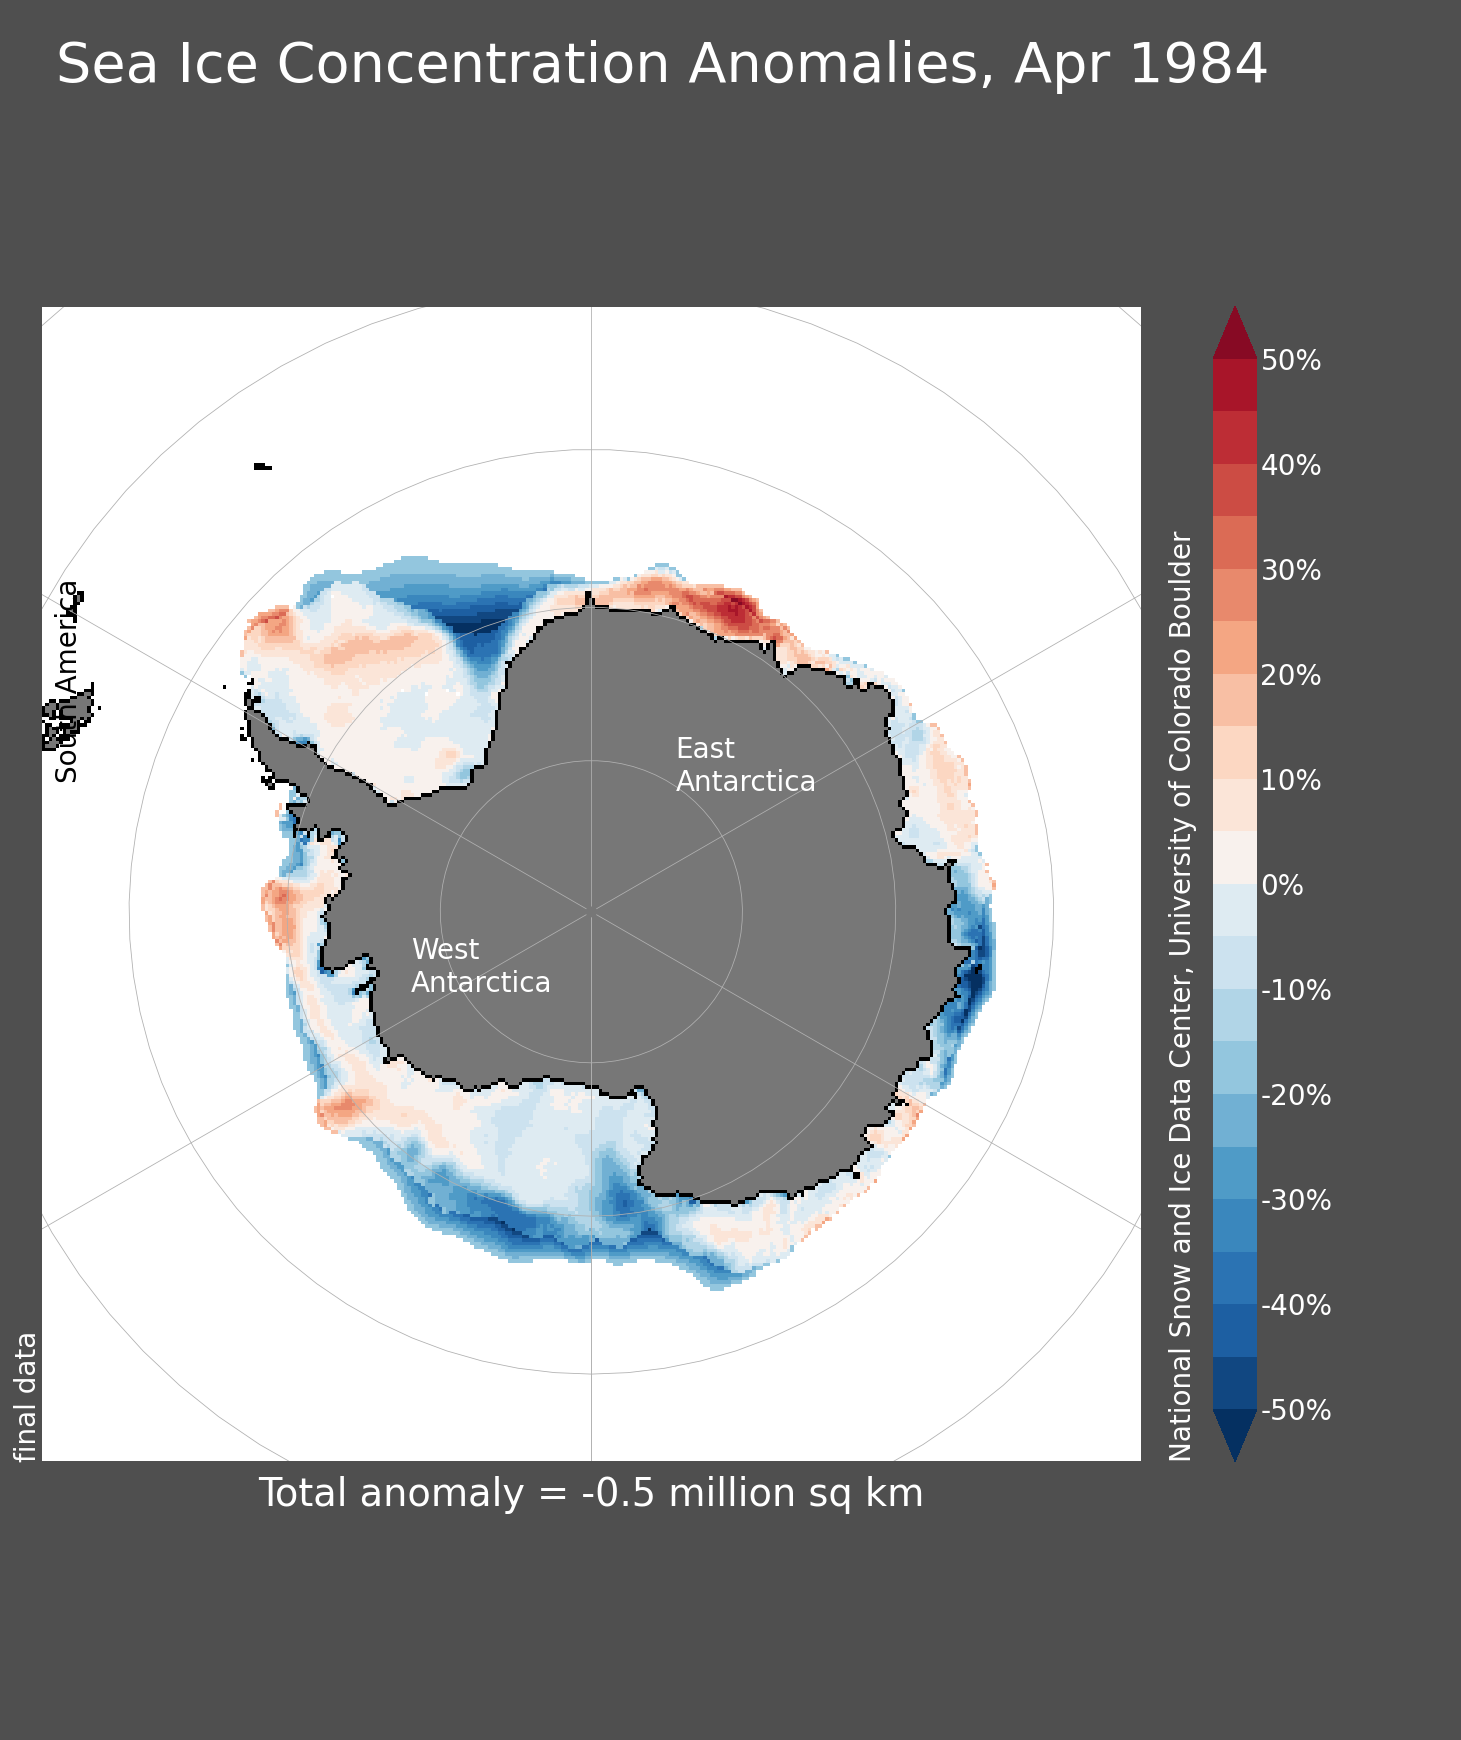 Sea Ice Concentration Anomalies, Apr 1984
South America
East
Antarctica
West
Antarctica
final data
National Snow and Ice Data Center, University of Colorado Boulder
50%
40%
30%
20%
10%
0%
-10%
-20%
-30%
-40%
-50%
Total anomaly = -0.5 million sq km